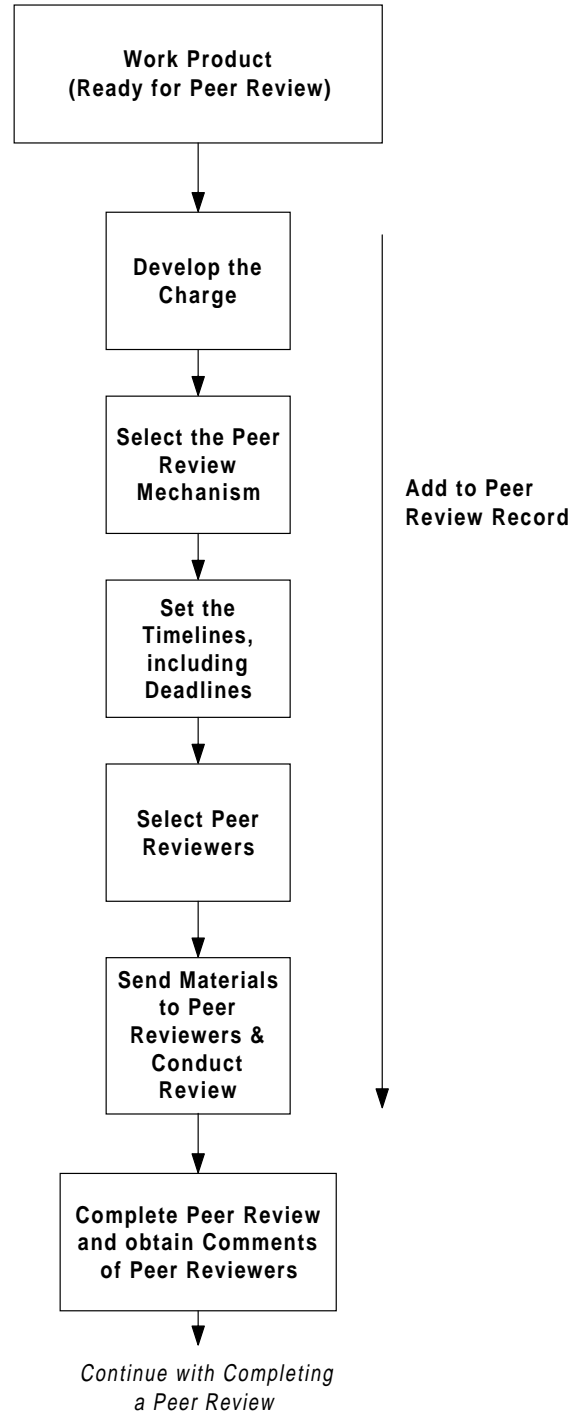 Work Product
(Ready for Peer Review)
Develop the
Charge
Select the Peer
Review
Mechanism
Add to Peer
Review Record
Set the
Timelines,
including
Deadlines
Select Peer
Reviewers
Send Materials
to Peer
Reviewers &
Conduct
Review
Complete Peer Review
and obtain Comments
of Peer Reviewers
Continue with Completing
a Peer Review